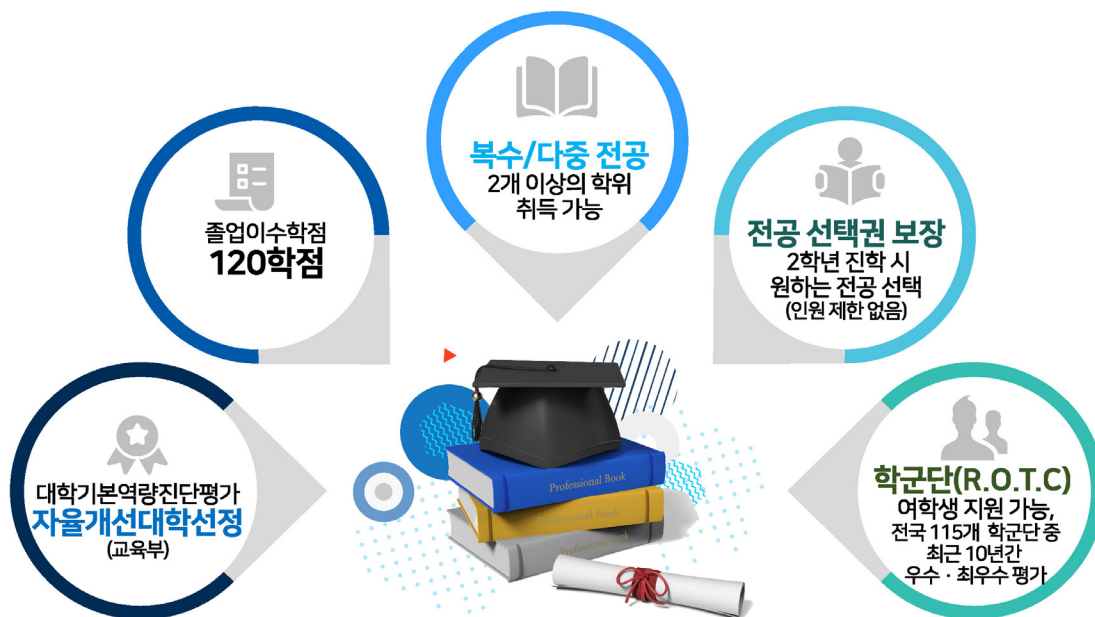 복수/다중 전공
2개 이상의 학위
취득 가능
졸업이수학점
120학점
전공 선택권 보장
2학년 진학 시
원하는 전공 선택
(인원 제한 없음)
대학기본역량진단평가
자율개선대학선정
(교육부)
학군단(R.O.T.C)
여학생 지원 가능,
전국 115개 학군단 중
최근 10년간
우수 · 최우수 평가
Professional Book
Professional Book
Professional Book